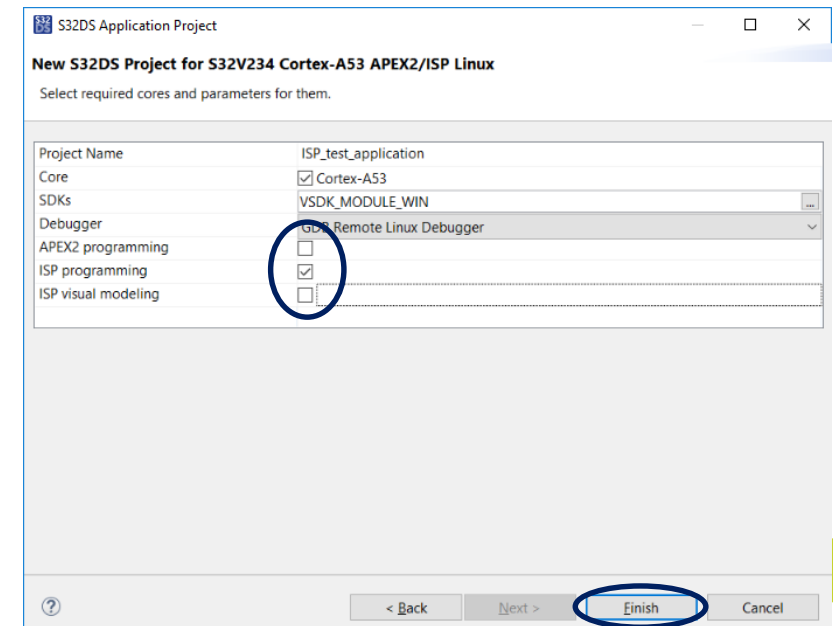 S32DS Application Project
New S32DS Project for S32V234 Cortex-A53 APEX2/ISP Linux
Select required cores and parameters for them.
Project Name ISP_test_application
Core Cortex-A53
SDKs VSDK_MODULE_WIN ...
Debugger GDB Remote Linux Debugger
APEX2 programming
ISP programming
ISP visual modeling
? < Back Next > Finish Cancel